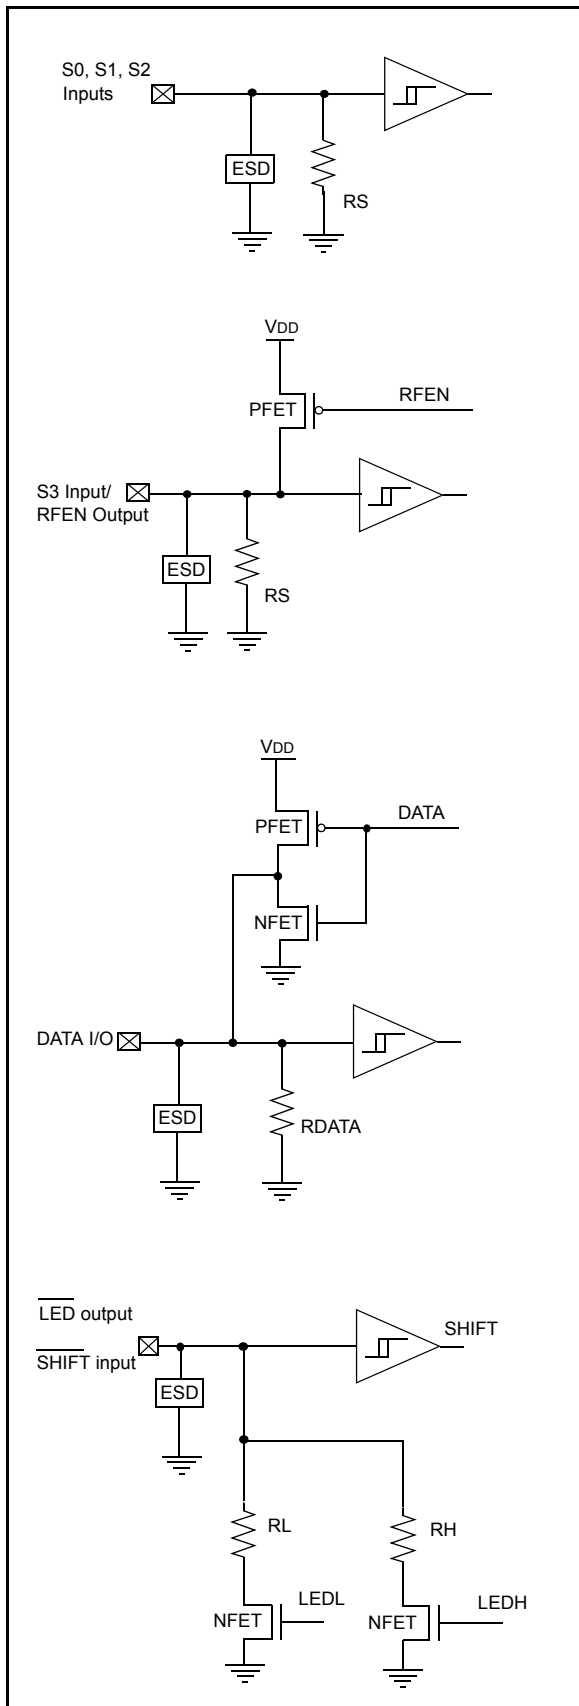 S0, S1, S2
Inputs
ESD
RS
VDD
PFET
RFEN
S3 Input/
RFEN Output
ESD
RS
VDD
PFET
DATA
NFET
DATA I/O
ESD
RDATA
LED output
SHIFT input
SHIFT
ESD
RL
RH
NFET
LEDL
NFET
LEDH